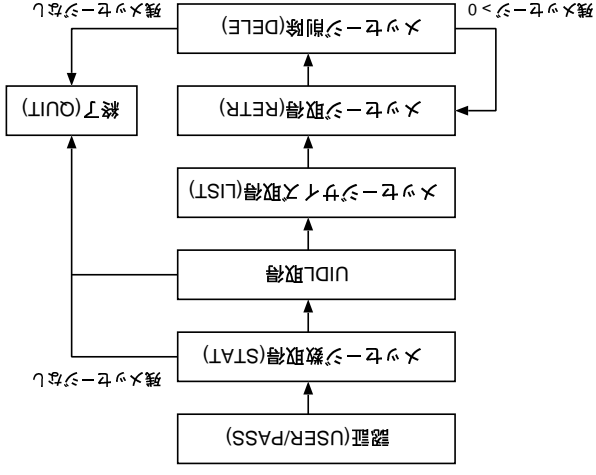 認証(USER/PASS)
メッセージ数取得(STAT)
残メッセージなし
UIDL取得
メッセージサイズ取得(LIST)
メッセージ取得(RETR)
終了(QUIT)
メッセージ削除(DELE)
残メッセージ > 0
残メッセージなし